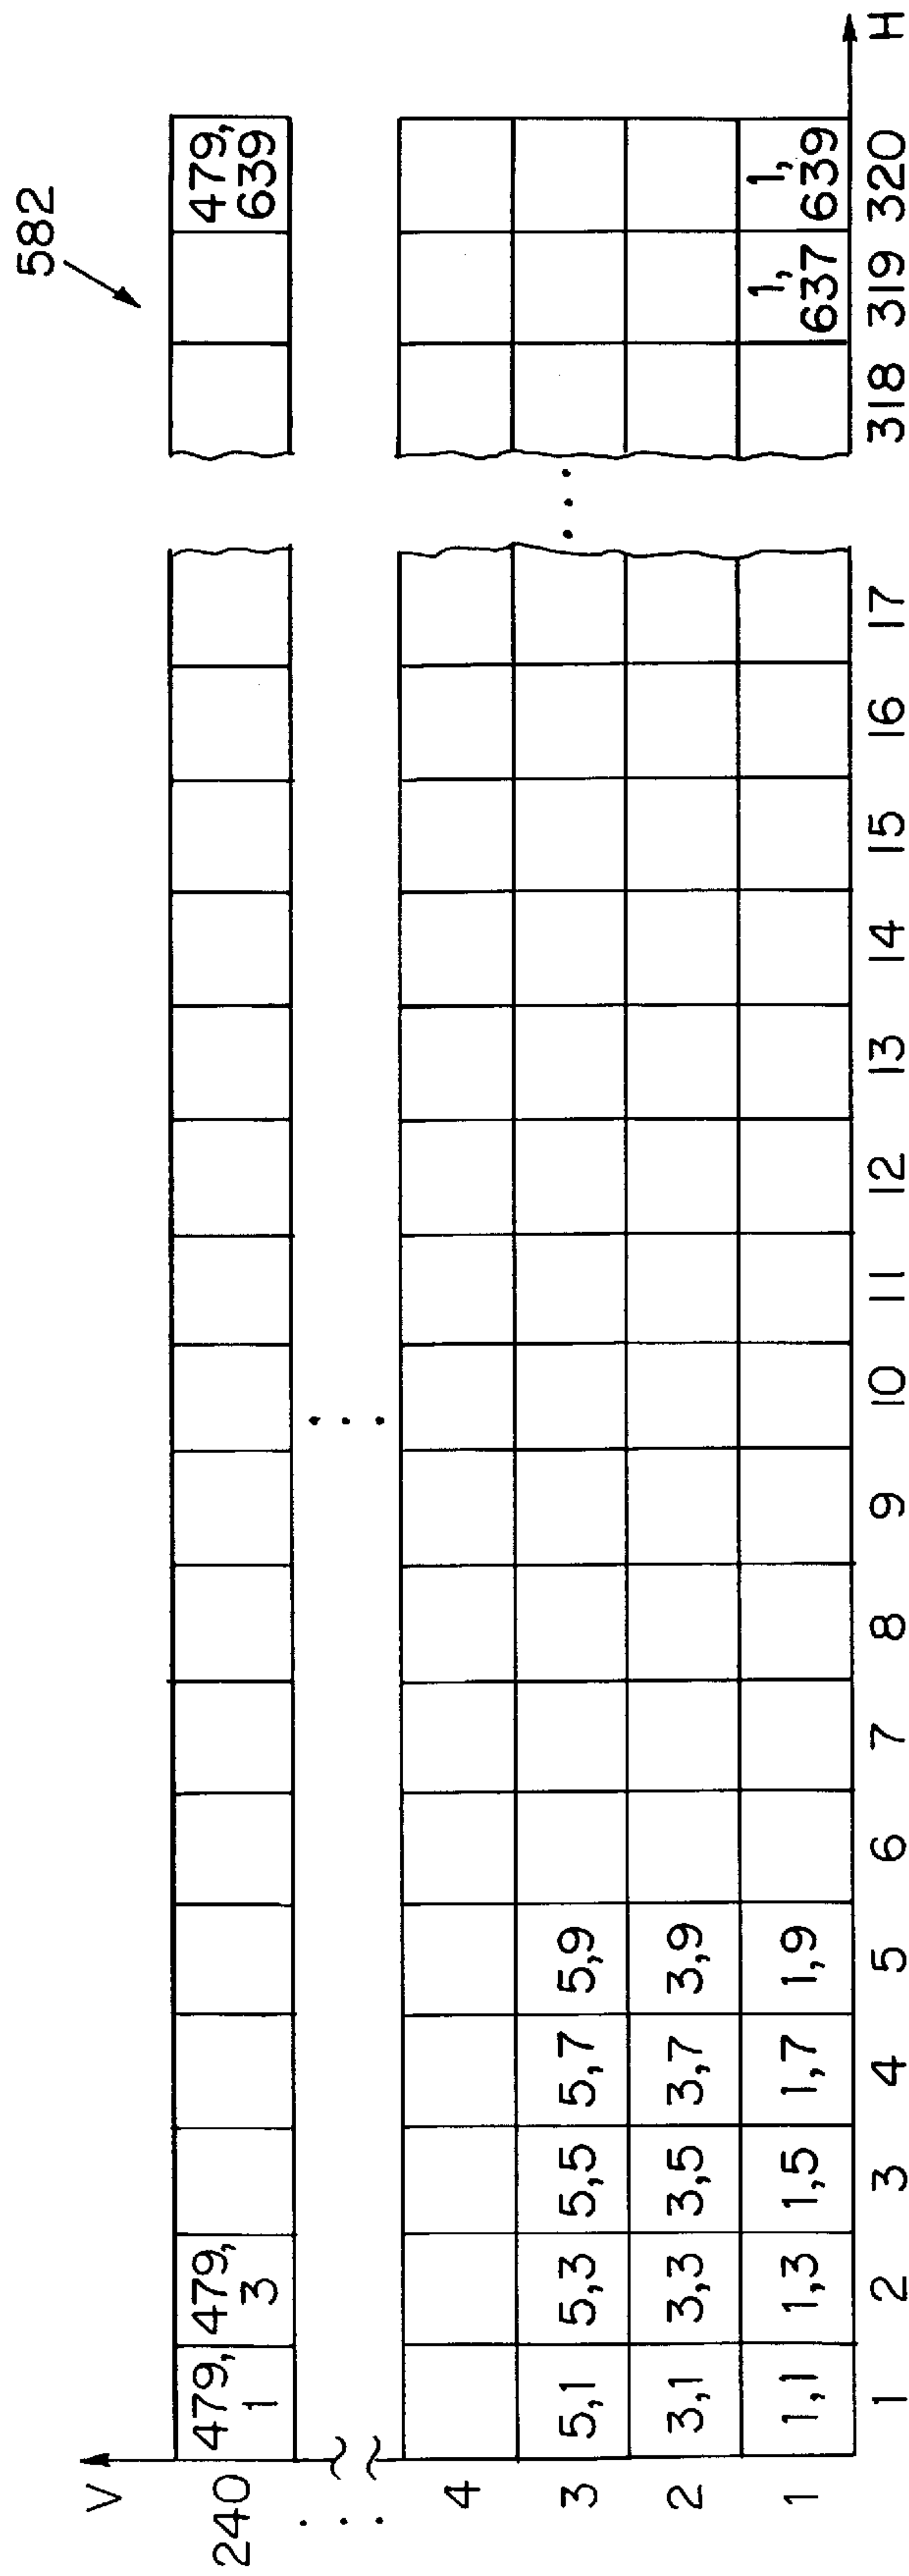 582
V
240 479, 1 479, 3 479, 639
4
3 5,1 5,3 5,5 5,7 5,9
2 3,1 3,3 3,5 3,7 3,9
1 1,1 1,3 1,5 1,7 1,9 1, 637 1, 639
1 2 3 4 5 6 7 8 9 10 11 12 13 14 15 16 17 318 319 320 H